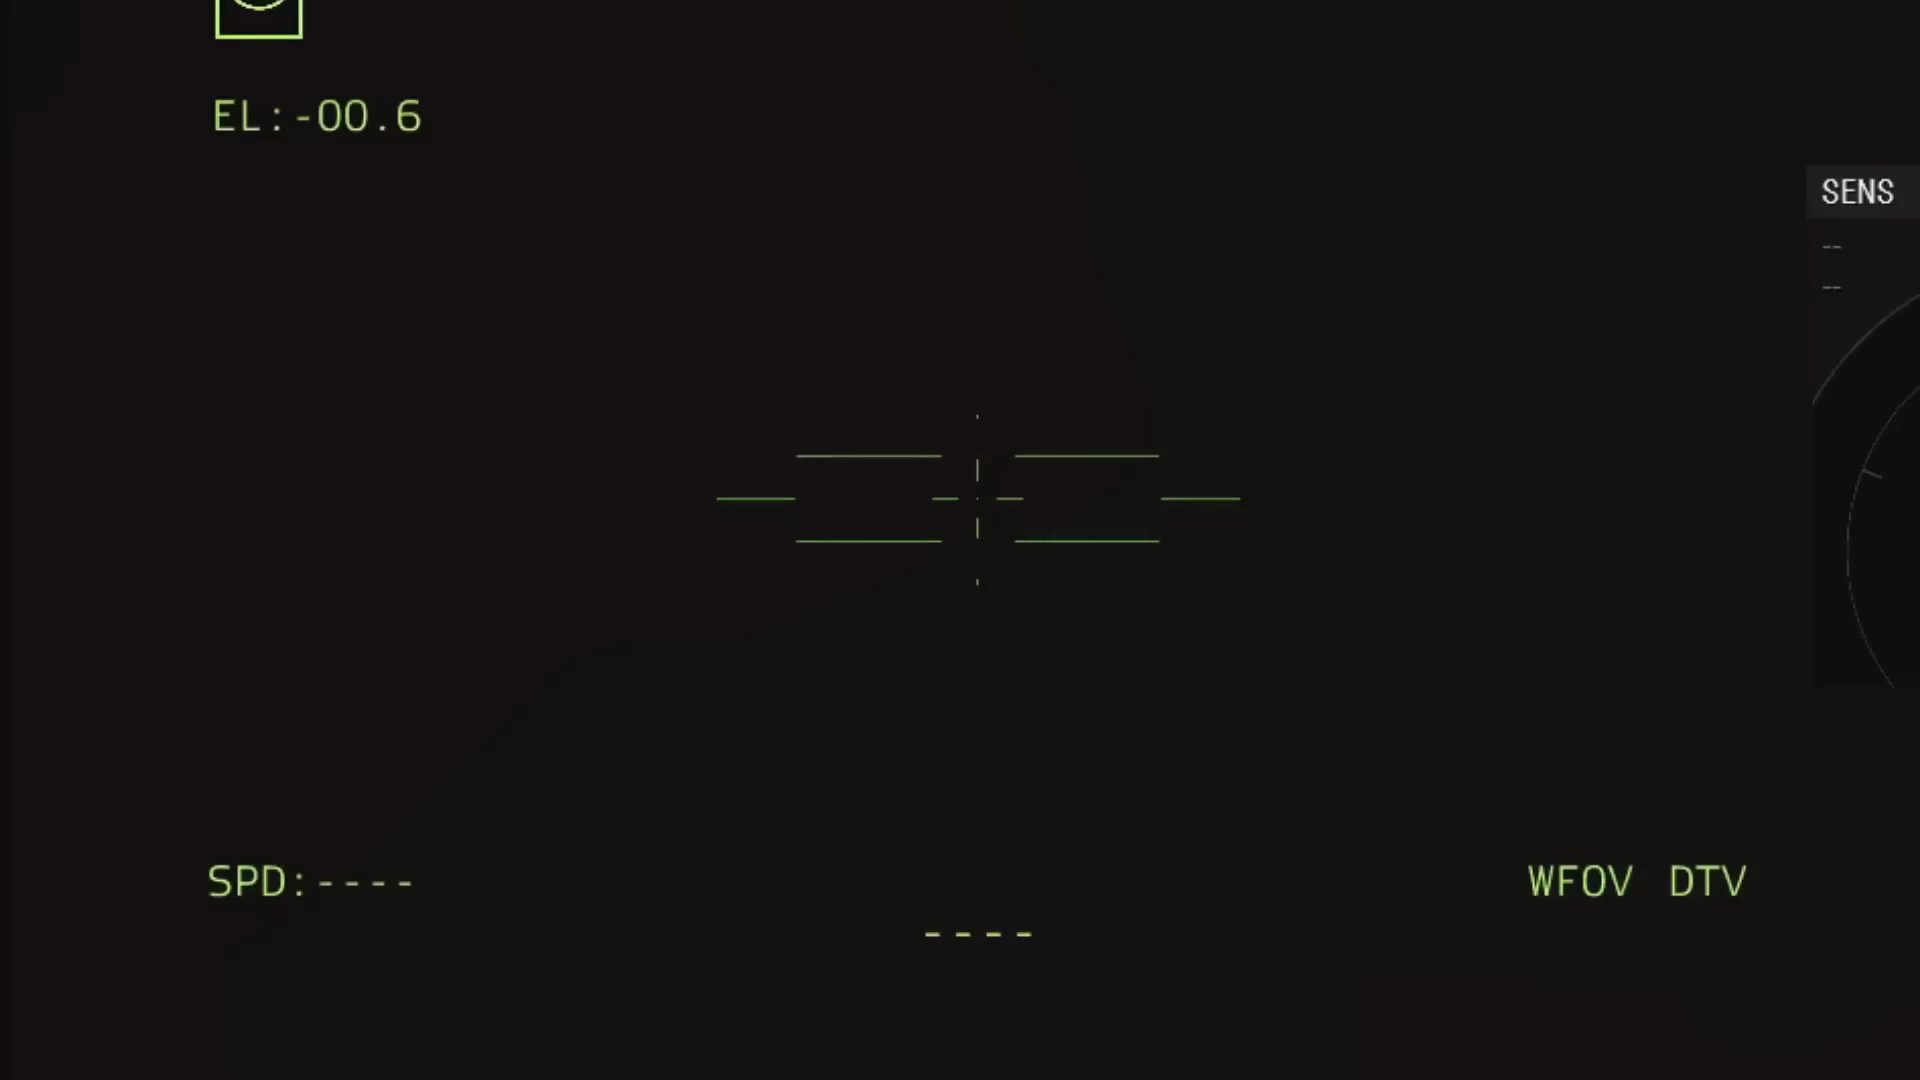 EL:-00.6
SENS
--
--
SPD:----
WFOV DTV
----